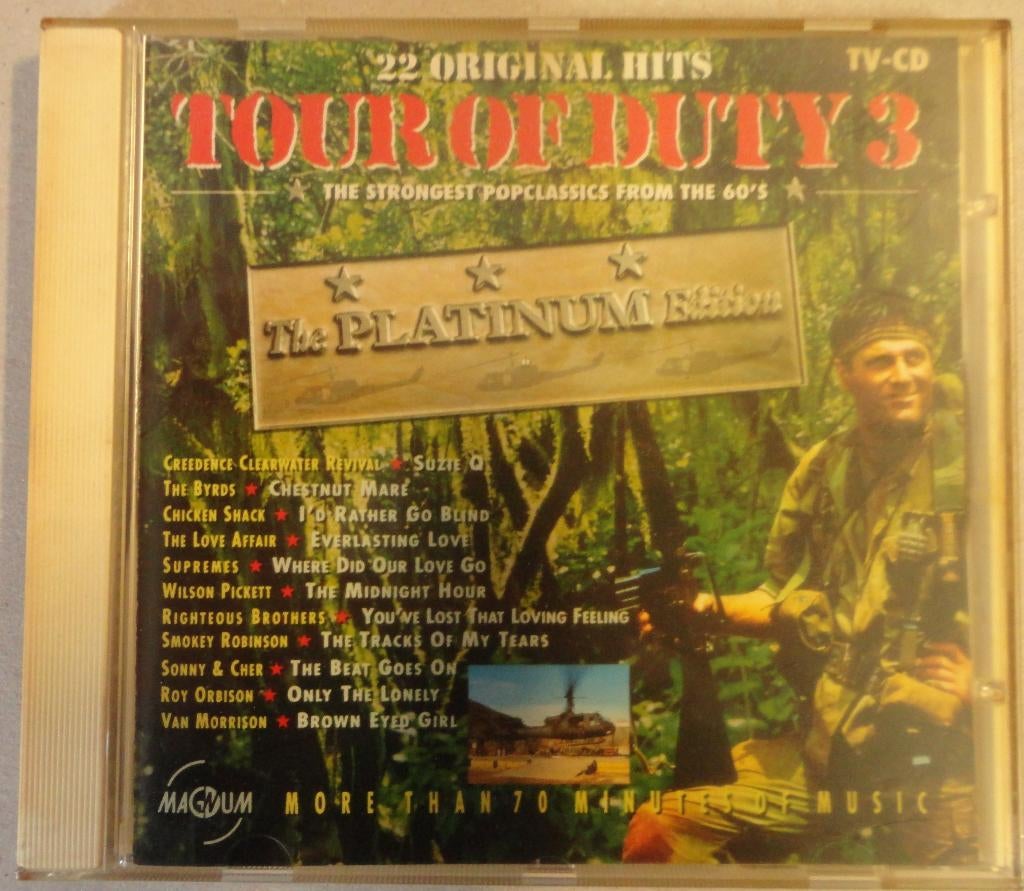 22 ORIGINAL HITS
TV-CD
TOUR OF DUTY 3
THE STRONGEST POPCLASSICS FROM THE 60'S
The PLATINUM Edition
CREEDENCE CLEARWATER REVIVAL ★ SUZIE Q
THE BYRDS ★ CHESTNUT MARE
CHICKEN SHACK ★ I'D RATHER GO BLIND
THE LOVE AFFAIR ★ EVERLASTING LOVE
SUPREMES ★ WHERE DID OUR LOVE GO
WILSON PICKETT ★ THE MIDNIGHT HOUR
RIGHTEOUS BROTHERS ★ YOU'VE LOST THAT LOVING FEELING
SMOKEY ROBINSON ★ THE TRACKS OF MY TEARS
SONNY & CHER ★ THE BEAT GOES ON
ROY ORBISON ★ ONLY THE LONELY
VAN MORRISON ★ BROWN EYED GIRL
MAGNUM
MORE THAN 70 MINUTES OF MUSIC